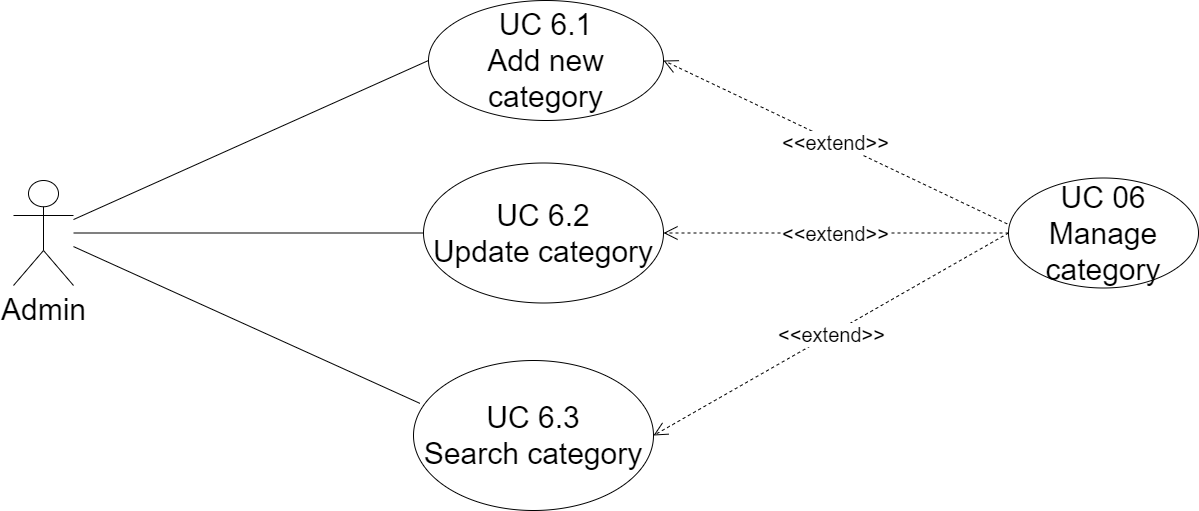 UC 6.1
Add new
category
<<extend>>
UC 06
Manage
category
UC 6.2
Update category
<<extend>>
Admin
<<extend>>
UC 6.3
Search category